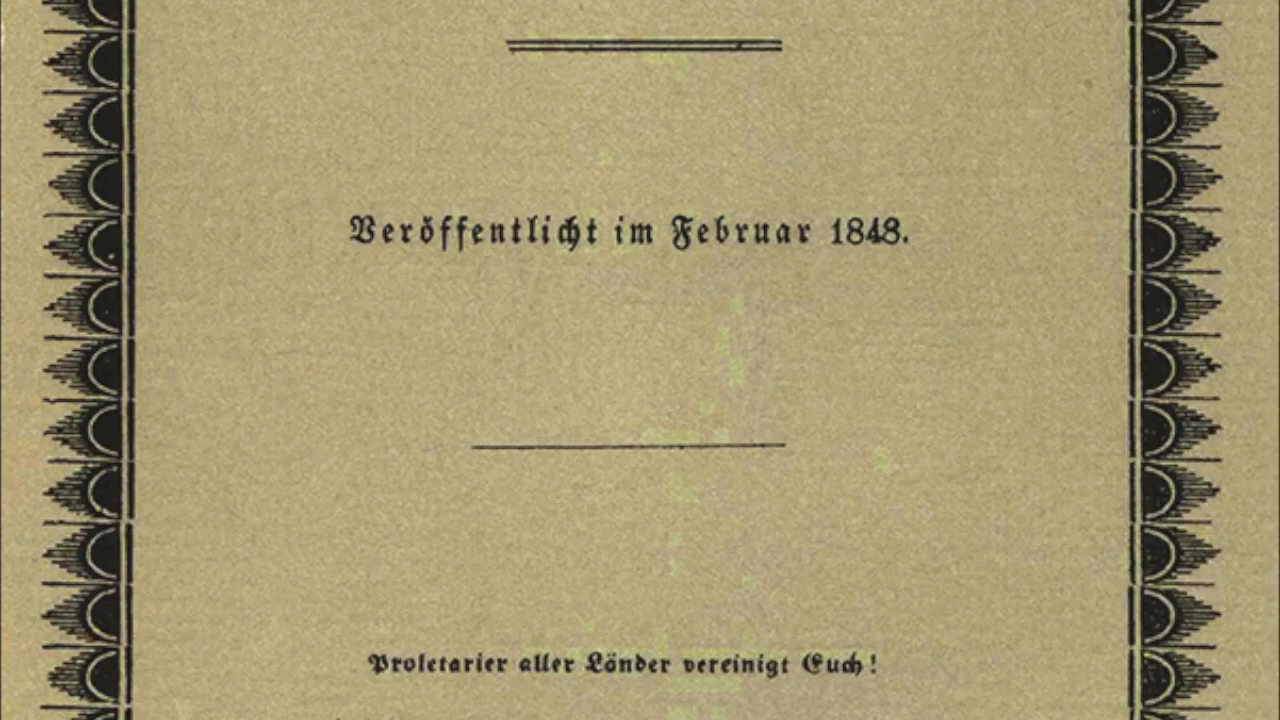 Veröffentlicht im Februar 1848.
Proletarier aller Länder vereinigt Euch!